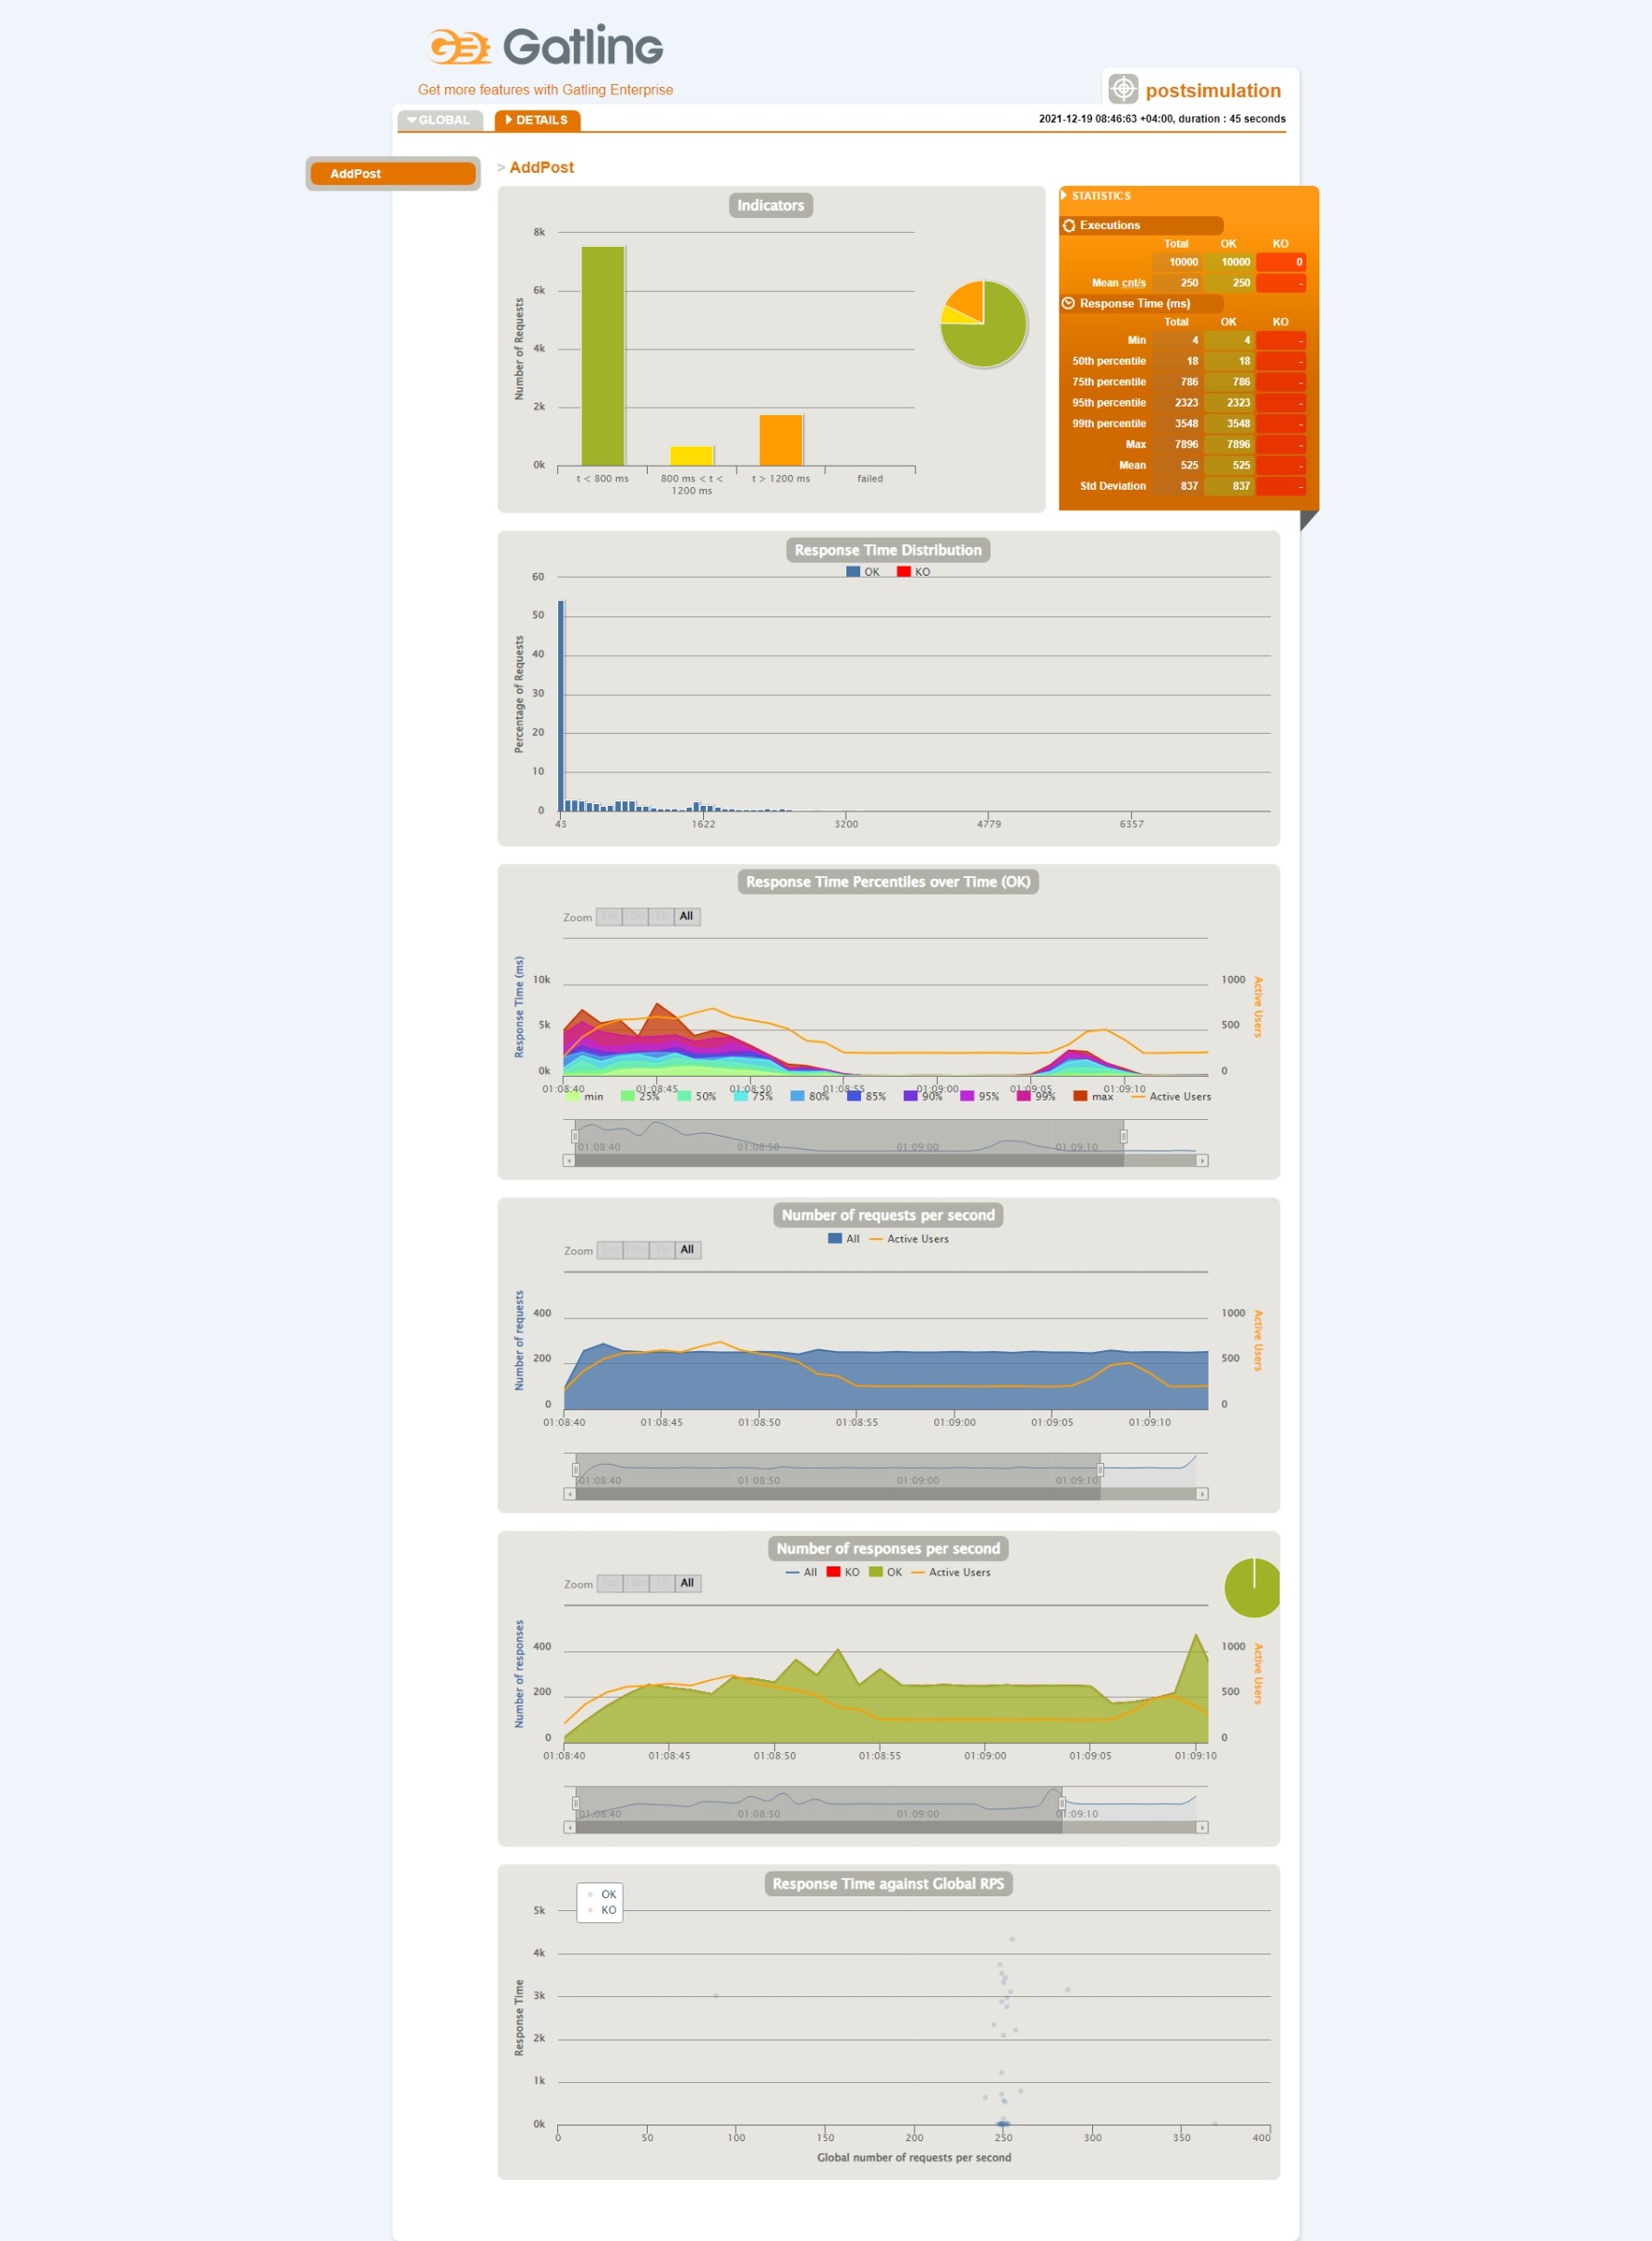 Gatling
Get more features with Gatling Enterprise
postsimulation
GLOBAL
DETAILS
2021-12-19 08:46:63 +04:00, duration : 45 seconds
AddPost
> AddPost
Indicators
8k
6k
4k
2k
0k
Number of Requests
t < 800 ms
800 ms < t <
1200 ms
t > 1200 ms
failed
STATISTICS
Executions
Total OK KO
10000 10000 0
Mean cnt/s 250 250 -
Response Time (ms)
Total OK KO
Min 4 4 -
50th percentile 18 18 -
75th percentile 786 786 -
95th percentile 2323 2323 -
99th percentile 3548 3548 -
Max 7896 7896 -
Mean 525 525 -
Std Deviation 837 837 -
Response Time Distribution
OK KO
60
50
40
30
20
10
0
Percentage of Requests
43 1622 3200 4779 6357
Response Time Percentiles over Time (OK)
Zoom All
Response Time (ms)
10k
5k
0k
1000
500
0
Active Users
01:08:40 01:08:45 01:08:50 01:08:55 01:09:00 01:09:05 01:09:10
min 25% 50% 75% 80% 85% 90% 95% 99% max Active Users
01:08:40 01:08:50 01:09:00 01:09:10
Number of requests per second
All Active Users
Zoom All
Number of requests
400
200
0
1000
500
0
Active Users
01:08:40 01:08:45 01:08:50 01:08:55 01:09:00 01:09:05 01:09:10
01:08:40 01:08:50 01:09:00 01:09:10
Number of responses per second
All KO OK Active Users
Zoom All
Number of responses
400
200
0
1000
500
0
Active Users
01:08:40 01:08:45 01:08:50 01:08:55 01:09:00 01:09:05 01:09:10
01:08:40 01:08:50 01:09:00 01:09:10
Response Time against Global RPS
OK
KO
5k
4k
3k
2k
1k
0k
Response Time
0 50 100 150 200 250 300 350 400
Global number of requests per second